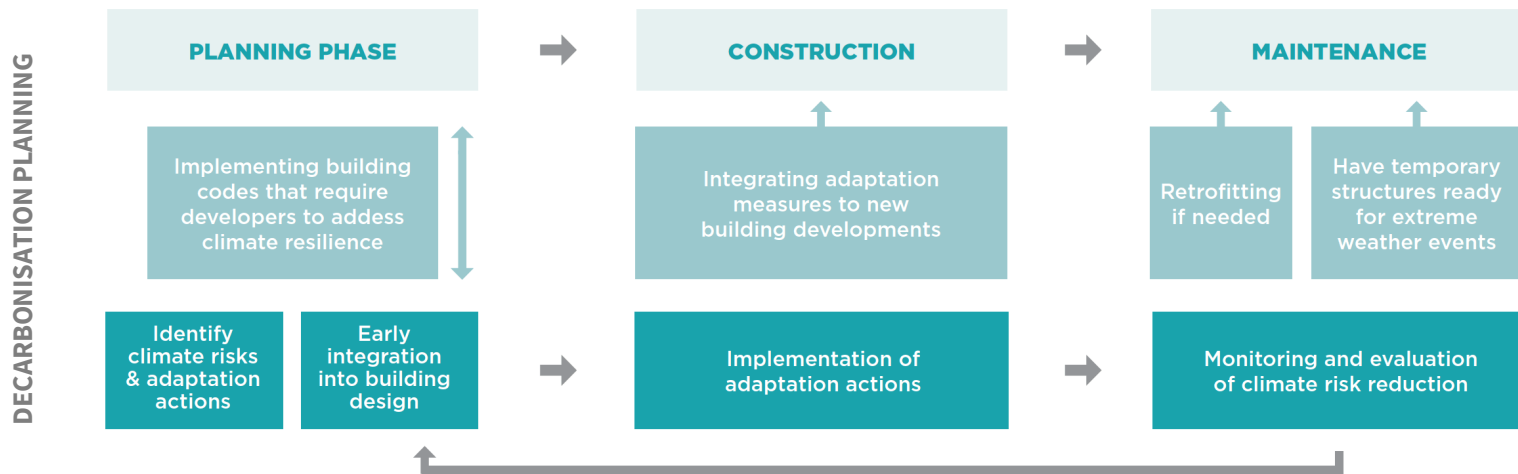 DECARBONISATION PLANNING
PLANNING PHASE
CONSTRUCTION
MAINTENANCE
Implementing building
codes that require
developers to addess
climate resilience
Integrating adaptation
measures to new
building developments
Retrofitting
if needed
Have temporary
structures ready
for extreme
weather events
Identify
climate risks
& adaptation
actions
Early
integration
into building
design
Implementation of
adaptation actions
Monitoring and evaluation
of climate risk reduction